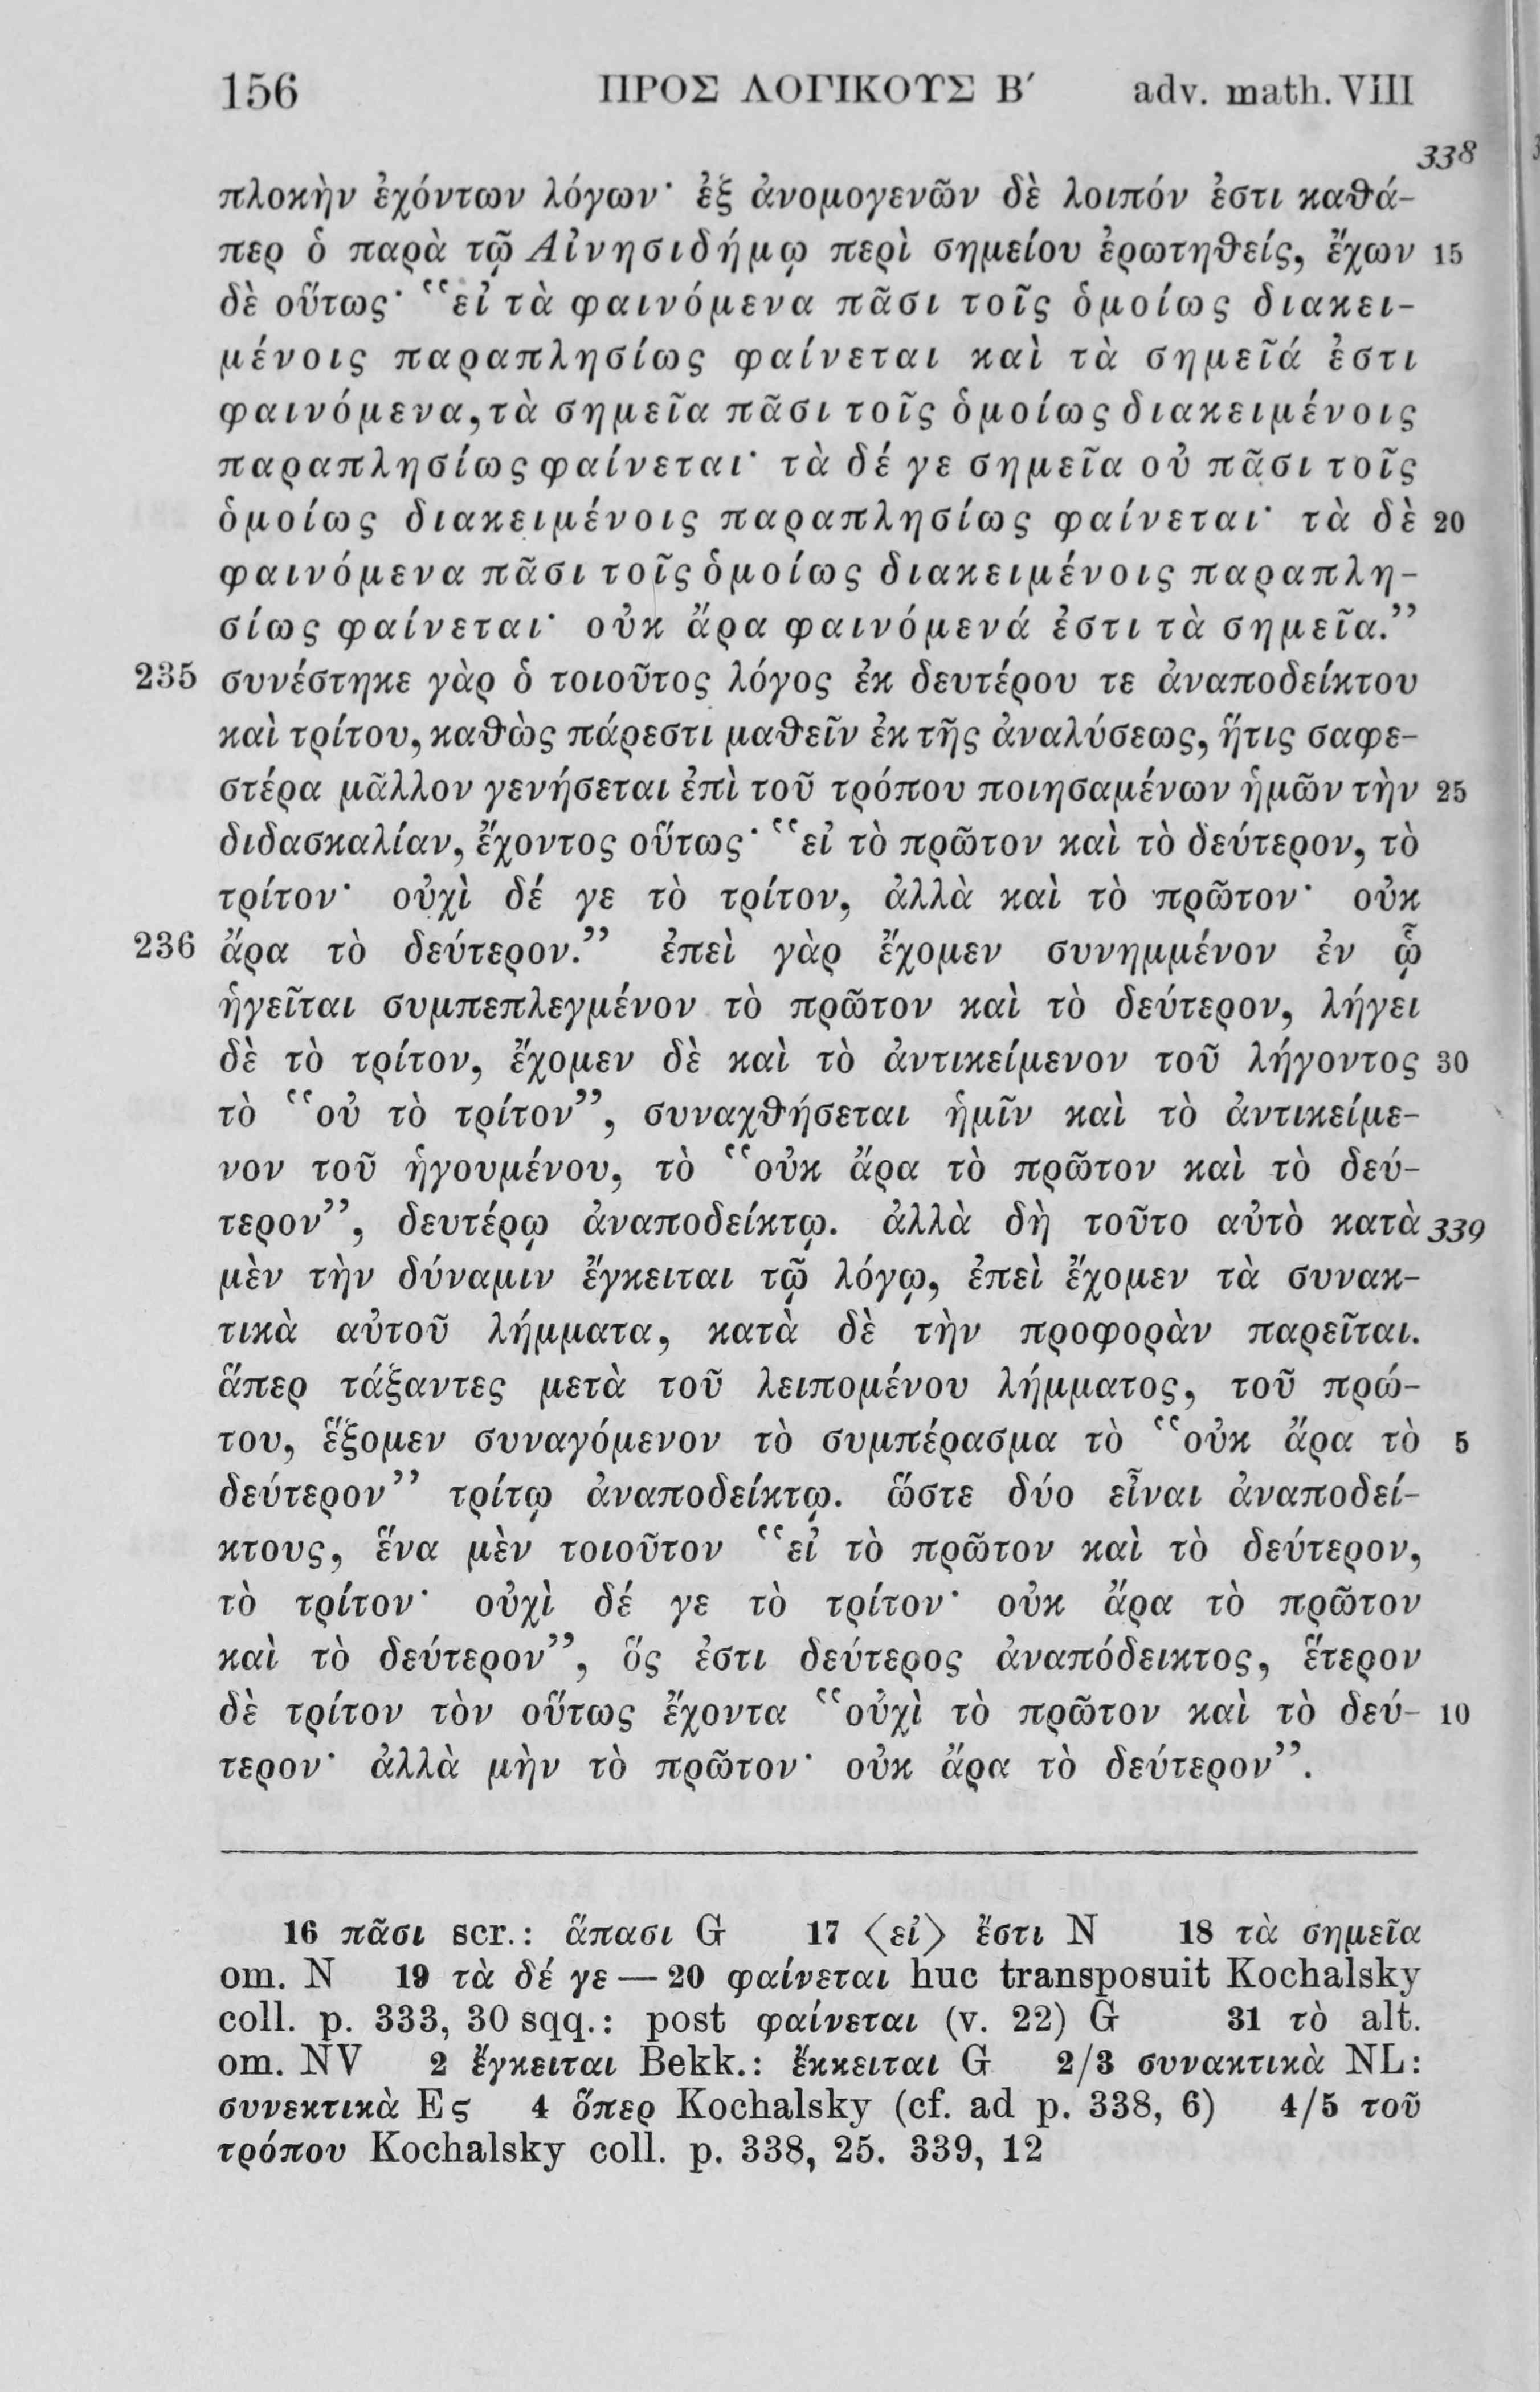 156 ΠΡΟΣ ΛΟΓΙΚΟΥΣ Β′ adv. math. VIII
338
πλοκὴν ἐχόντων λόγων· ἐξ ἀνομογενῶν δὲ λοιπόν ἐστι καθά-
περ ὁ παρὰ τῷ Αἰνησιδήμῳ περὶ σημείου ἐρωτηθείς, ἔχων 15
δὲ οὕτως· "εἰ τὰ φαινόμενα πᾶσι τοῖς ὁμοίως διακει-
μένοις παραπλησίως φαίνεται καὶ τὰ σημεῖά ἐστι
φαινόμενα, τὰ σημεῖα πᾶσι τοῖς ὁμοίως διακειμένοις
παραπλησίως φαίνεται· τὰ δέ γε σημεῖα οὐ πᾶσι τοῖς
ὁμοίως διακειμένοις παραπλησίως φαίνεται· τὰ δὲ 20
φαινόμενα πᾶσι τοῖς ὁμοίως διακειμένοις παραπλη-
σίως φαίνεται· οὐκ ἄρα φαινόμενά ἐστι τὰ σημεῖα."
235 συνέστηκε γὰρ ὁ τοιοῦτος λόγος ἐκ δευτέρου τε ἀναποδείκτου
καὶ τρίτου, καθὼς πάρεστι μαθεῖν ἐκ τῆς ἀναλύσεως, ἥτις σαφε-
στέρα μᾶλλον γενήσεται ἐπὶ τοῦ τρόπου ποιησαμένων ἡμῶν τὴν 25
διδασκαλίαν, ἔχοντος οὕτως· "εἰ τὸ πρῶτον καὶ τὸ δεύτερον, τὸ
τρίτον· οὐχὶ δέ γε τὸ τρίτον, ἀλλὰ καὶ τὸ πρῶτον· οὐκ
236 ἄρα τὸ δεύτερον." ἐπεὶ γὰρ ἔχομεν συνημμένον ἐν ᾧ
ἡγεῖται συμπεπλεγμένον τὸ πρῶτον καὶ τὸ δεύτερον, λήγει
δὲ τὸ τρίτον, ἔχομεν δὲ καὶ τὸ ἀντικείμενον τοῦ λήγοντος 30
τὸ "οὐ τὸ τρίτον", συναχθήσεται ἡμῖν καὶ τὸ ἀντικείμε-
νον τοῦ ἡγουμένου, τὸ "οὐκ ἄρα τὸ πρῶτον καὶ τὸ δεύ-
τερον", δευτέρῳ ἀναποδείκτῳ. ἀλλὰ δὴ τοῦτο αὐτὸ κατὰ 339
μὲν τὴν δύναμιν ἔγκειται τῷ λόγῳ, ἐπεὶ ἔχομεν τὰ συνακ-
τικὰ αὐτοῦ λήμματα, κατὰ δὲ τὴν προφορὰν παρεῖται.
ἅπερ τάξαντες μετὰ τοῦ λειπομένου λήμματος, τοῦ πρώ-
του, ἕξομεν συναγόμενον τὸ συμπέρασμα τὸ "οὐκ ἄρα τὸ 5
δεύτερον" τρίτῳ ἀναποδείκτῳ. ὥστε δύο εἶναι ἀναποδεί-
κτους, ἕνα μὲν τοιοῦτον "εἰ τὸ πρῶτον καὶ τὸ δεύτερον,
τὸ τρίτον· οὐχὶ δέ γε τὸ τρίτον· οὐκ ἄρα τὸ πρῶτον
καὶ τὸ δεύτερον", ὅς ἐστι δεύτερος ἀναπόδεικτος, ἕτερον
δὲ τρίτον τὸν οὕτως ἔχοντα "οὐχὶ τὸ πρῶτον καὶ τὸ δεύ- 10
τερον· ἀλλὰ μὴν τὸ πρῶτον· οὐκ ἄρα τὸ δεύτερον".
16 πᾶσι scr.: ἅπασι G 17 ⟨εἰ⟩ ἔστι N 18 τὰ σημεῖα
om. N 19 τὰ δέ γε — 20 φαίνεται huc transposuit Kochalsky
coll. p. 333, 30 sqq.: post φαίνεται (v. 22) G 31 τὸ alt.
om. NV 2 ἔγκειται Bekk.: ἔκκειται G 2/3 συνακτικὰ NL:
συνεκτικὰ Eς 4 ὅπερ Kochalsky (cf. ad p. 338, 6) 4/5 τοῦ
τρόπου Kochalsky coll. p. 338, 25. 339, 12